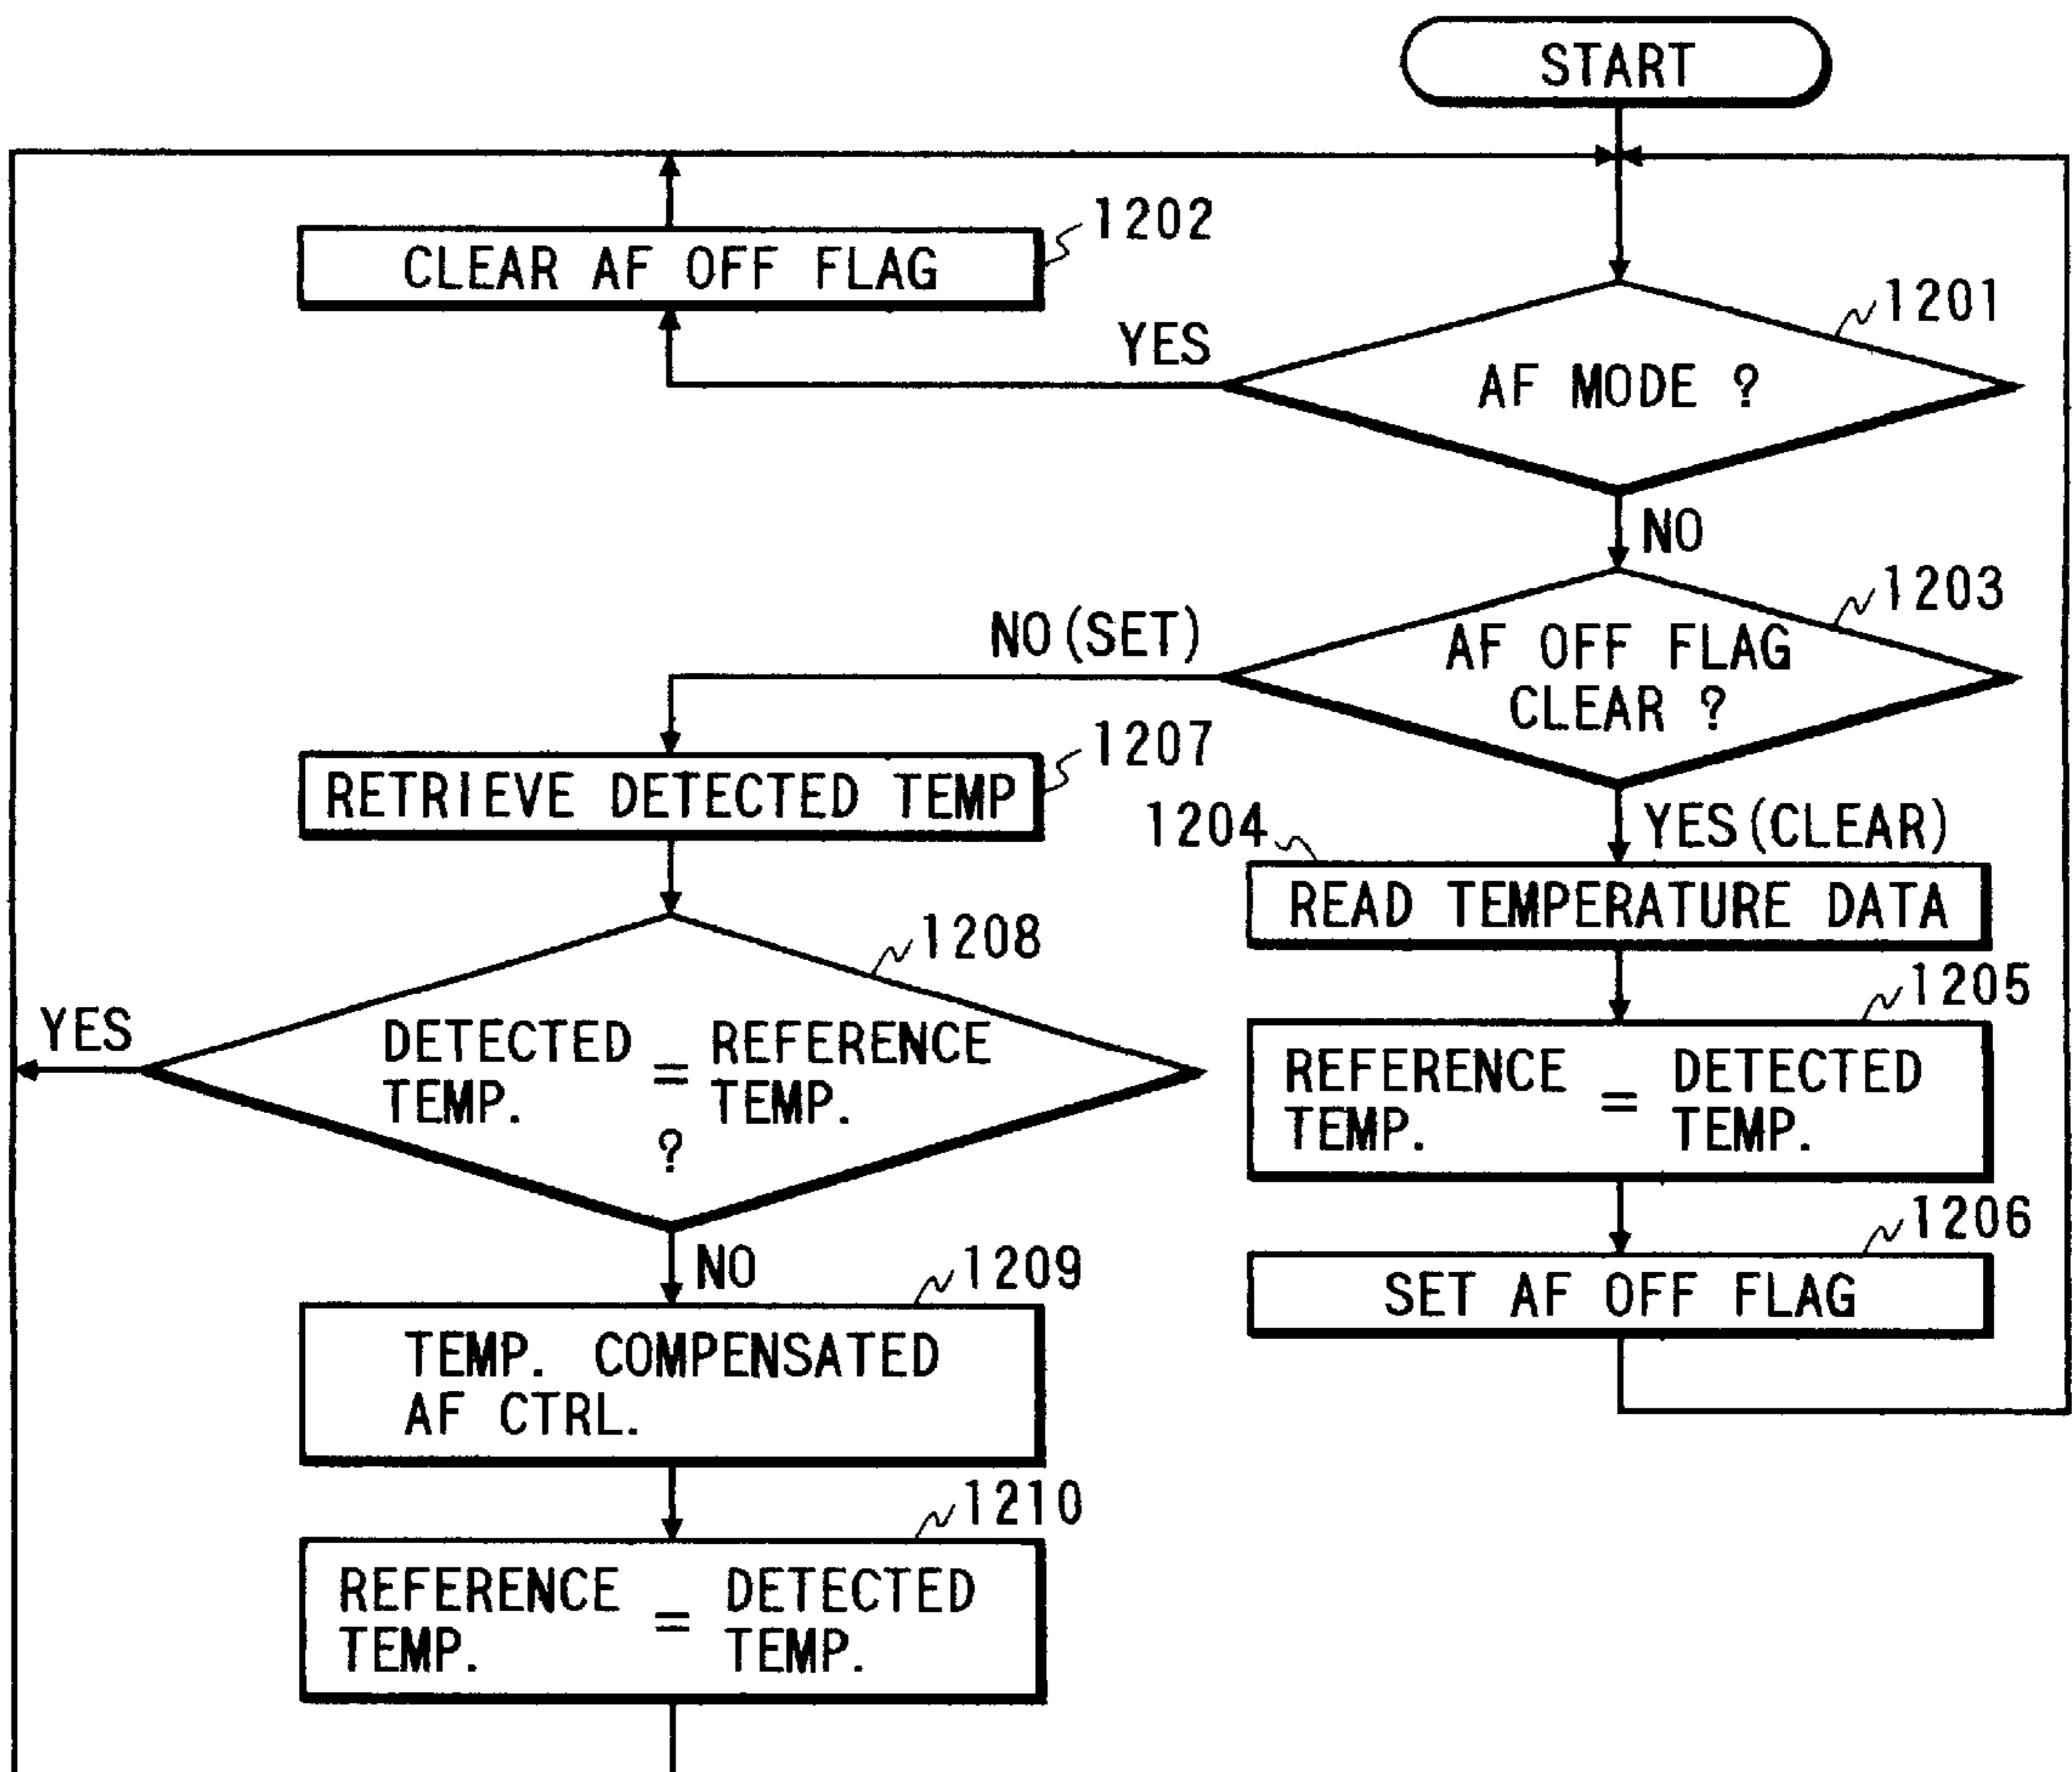 START
1202
CLEAR AF OFF FLAG
1201
YES
AF MODE ?
NO
1203
NO(SET)
AF OFF FLAG
CLEAR ?
1207
RETRIEVE DETECTED TEMP
1204
YES(CLEAR)
READ TEMPERATURE DATA
1208
YES
DETECTED = REFERENCE
TEMP. TEMP.
?
1205
REFERENCE = DETECTED
TEMP. TEMP.
1206
SET AF OFF FLAG
NO
1209
TEMP. COMPENSATED
AF CTRL.
1210
REFERENCE = DETECTED
TEMP. TEMP.